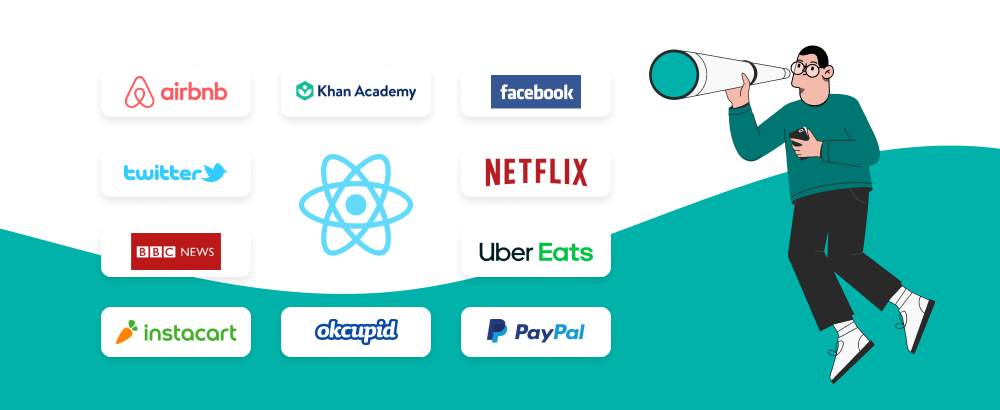 airbnb
Khan Academy
facebook
twitter
NETFLIX
BBC NEWS
Uber Eats
instacart
okcupid
PayPal